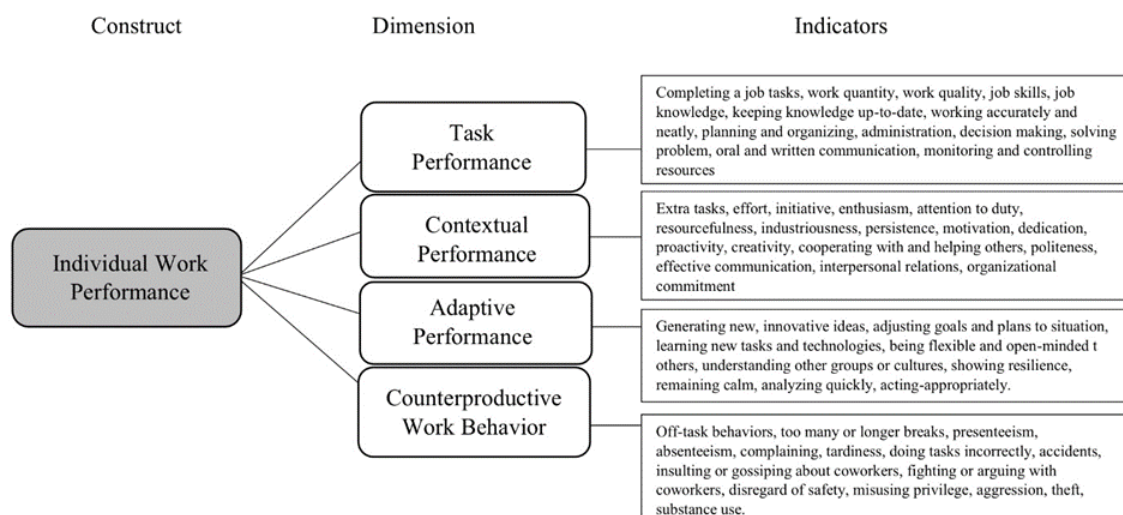 Construct
Dimension
Indicators
Individual Work
Performance
Task
Performance
Completing a job tasks, work quantity, work quality, job skills, job
knowledge, keeping knowledge up-to-date, working accurately and
neatly, planning and organizing, administration, decision making, solving
problem, oral and written communication, monitoring and controlling
resources
Contextual
Performance
Extra tasks, effort, initiative, enthusiasm, attention to duty,
resourcefulness, industriousness, persistence, motivation, dedication,
proactivity, creativity, cooperating with and helping others, politeness,
effective communication, interpersonal relations, organizational
commitment
Adaptive
Performance
Generating new, innovative ideas, adjusting goals and plans to situation,
learning new tasks and technologies, being flexible and open-minded t
others, understanding other groups or cultures, showing resilience,
remaining calm, analyzing quickly, acting-appropriately.
Counterproductive
Work Behavior
Off-task behaviors, too many or longer breaks, presenteeism,
absenteeism, complaining, tardiness, doing tasks incorrectly, accidents,
insulting or gossiping about coworkers, fighting or arguing with
coworkers, disregard of safety, misusing privilege, aggression, theft,
substance use.